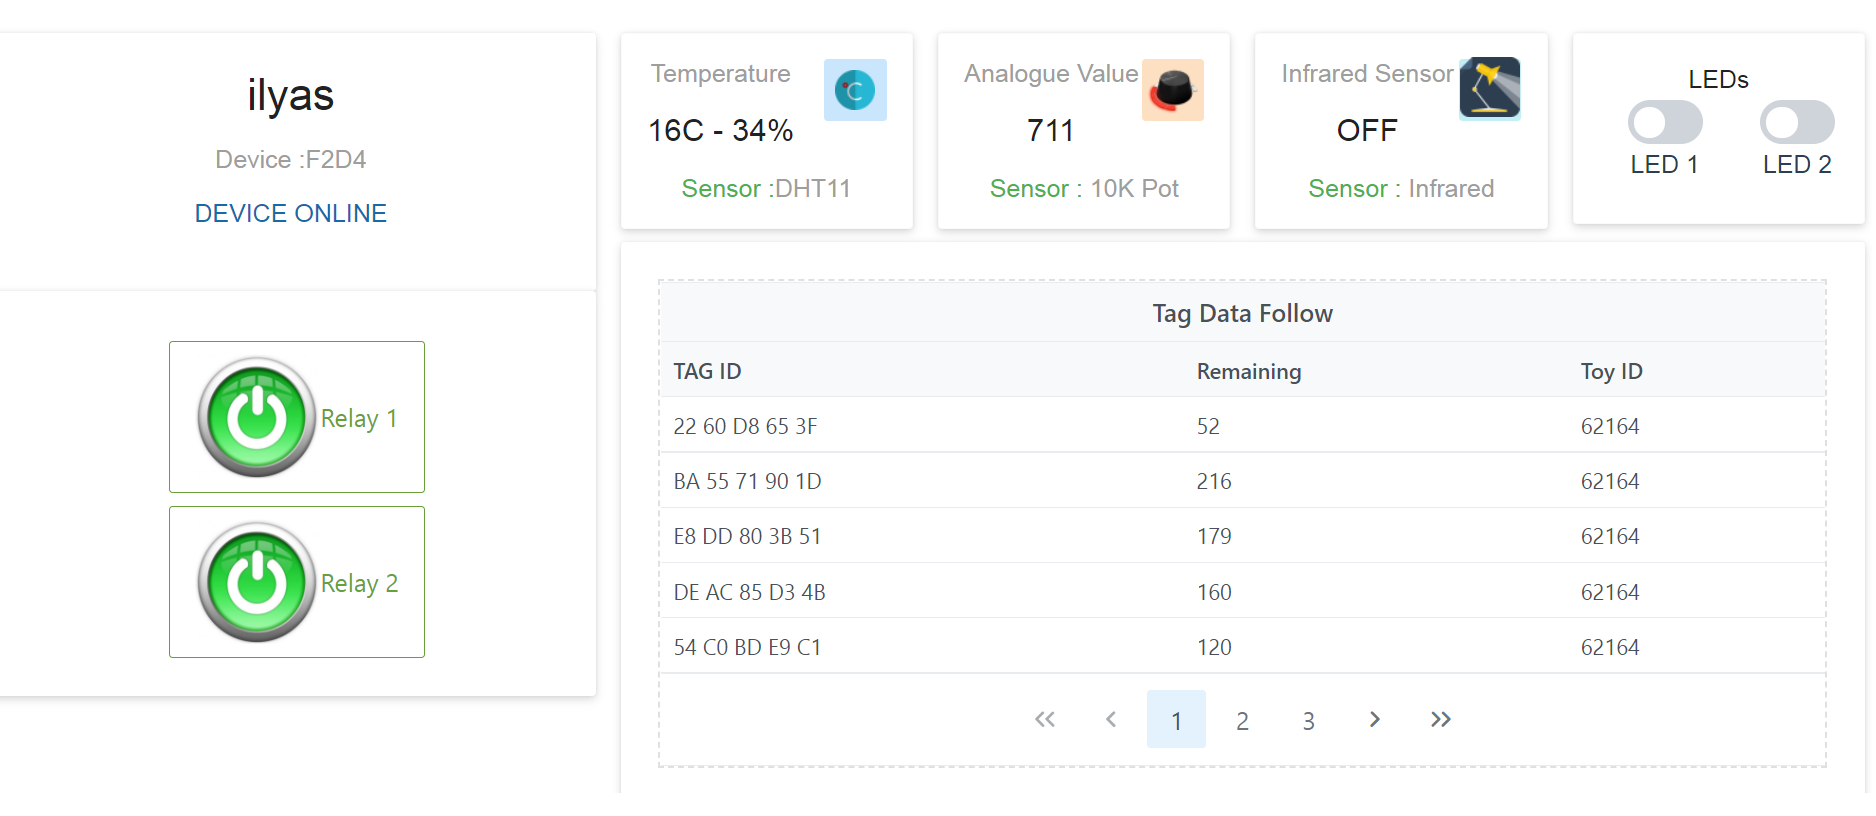 ilyas
Device :F2D4
DEVICE ONLINE
Relay 1
Relay 2
Temperature
16C - 34%
Sensor :DHT11
Analogue Value
711
Sensor : 10K Pot
Infrared Sensor
OFF
Sensor : Infrared
LEDs
LED 1 LED 2
Tag Data Follow
TAG ID Remaining Toy ID
22 60 D8 65 3F 52 62164
BA 55 71 90 1D 216 62164
E8 DD 80 3B 51 179 62164
DE AC 85 D3 4B 160 62164
54 C0 BD E9 C1 120 62164
1 2 3